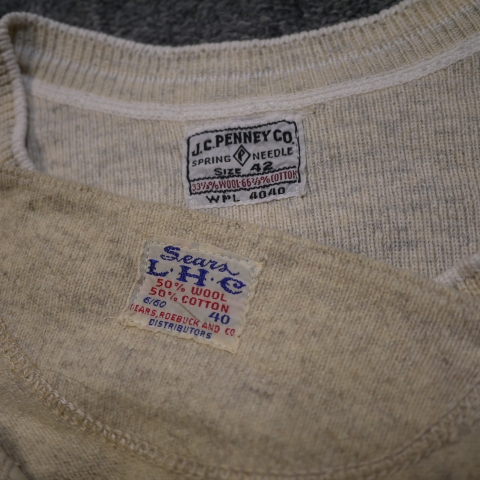 J.C. PENNEY CO.
SPRING P NEEDLE
SIZE 42
33⅓% WOOL-66⅔% COTTON
WPL 4040
Sears
L·H·C
50% WOOL
50% COTTON
6/60 40
SEARS, ROEBUCK AND CO
DISTRIBUTORS